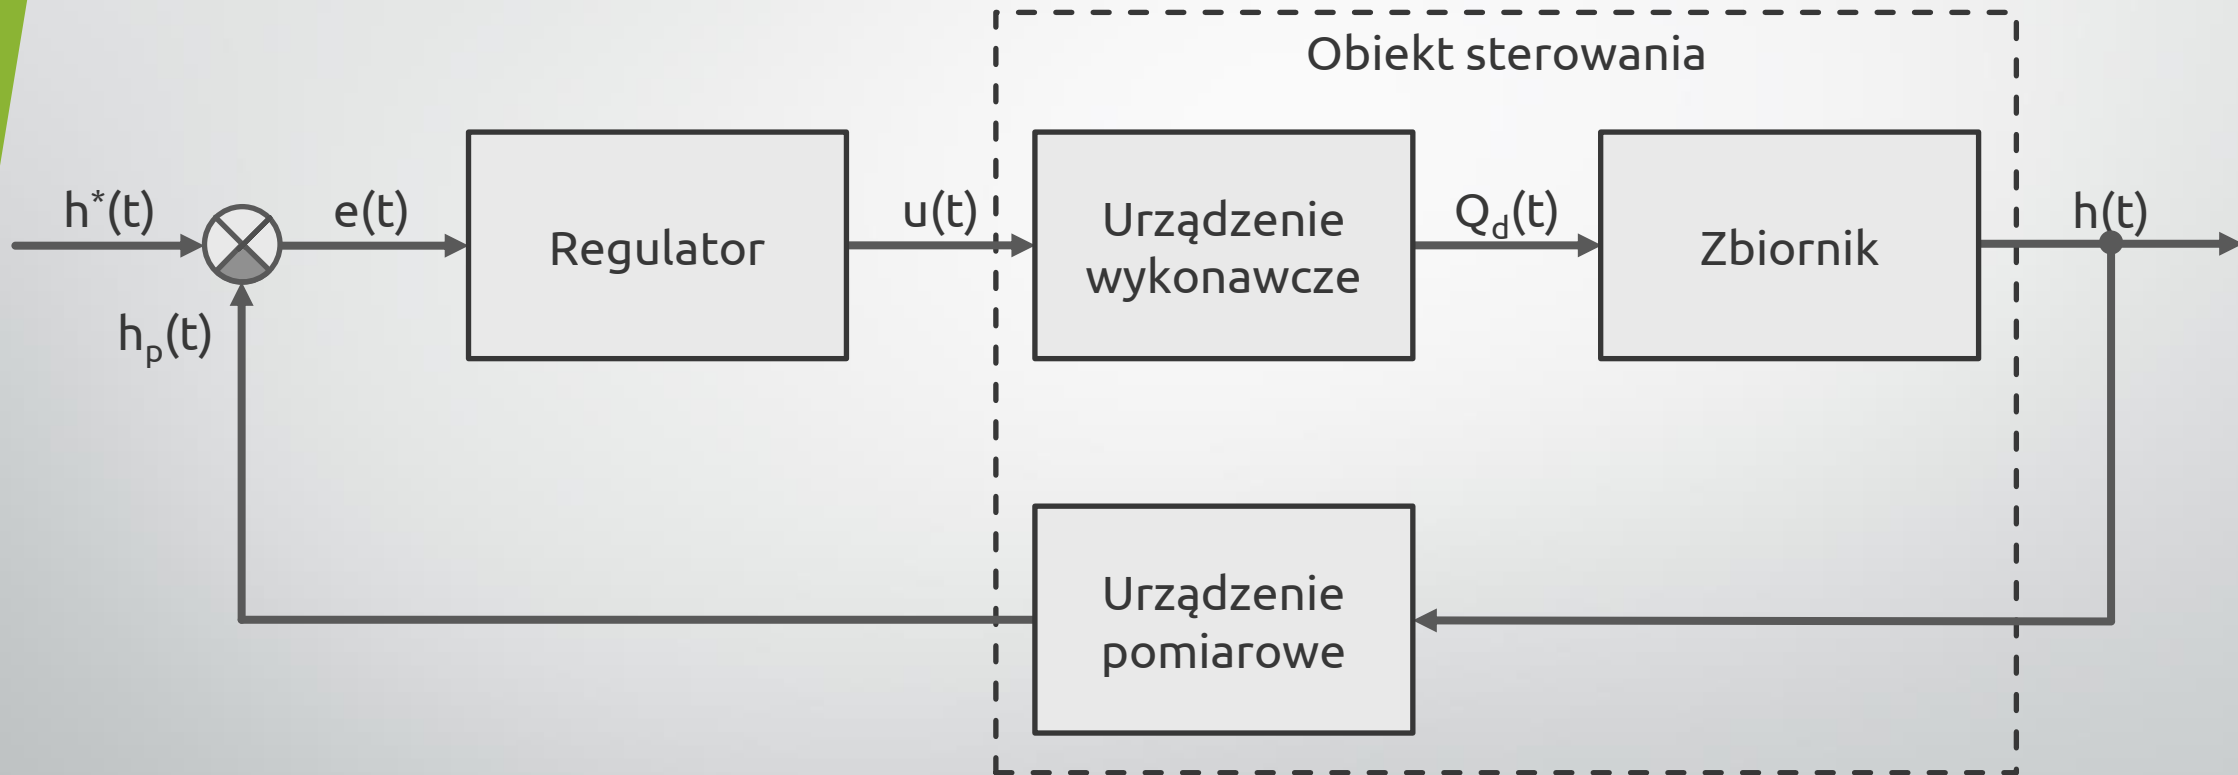 Obiekt sterowania
h*(t)
e(t)
Regulator
u(t)
Urządzenie
wykonawcze
Qd(t)
Zbiornik
h(t)
hp(t)
Urządzenie
pomiarowe